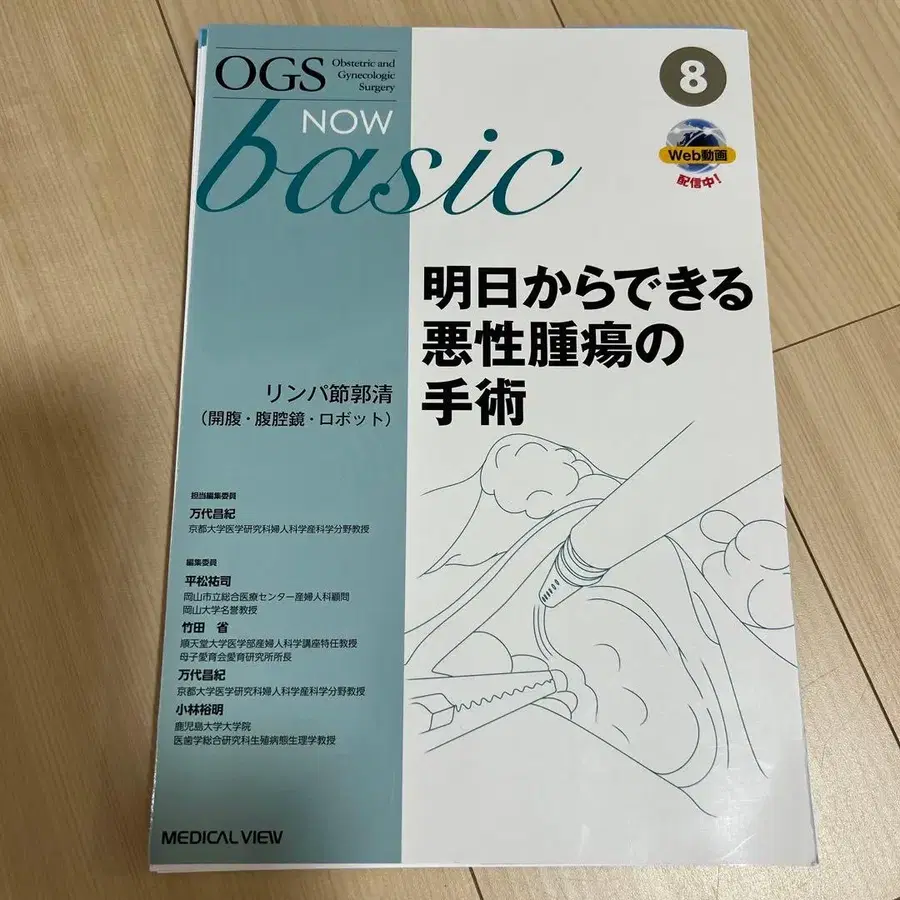 OGS
Obstetric and
Gynecologic
Surgery
NOW
basic
8
Web動画
配信中!
明日からできる
悪性腫瘍の
手術
リンパ節郭清
(開腹・腹腔鏡・ロボット)
担当編集委員
万代昌紀
京都大学医学研究科婦人科学産科学分野教授
編集委員
平松祐司
岡山市立総合医療センター産婦人科顧問
岡山大学名誉教授
竹田 省
順天堂大学医学部産婦人科学講座特任教授
母子愛育会愛育研究所所長
万代昌紀
京都大学医学研究科婦人科学産科学分野教授
小林裕明
鹿児島大学大学院
医歯学総合研究科生殖病態生理学教授
MEDICAL VIEW